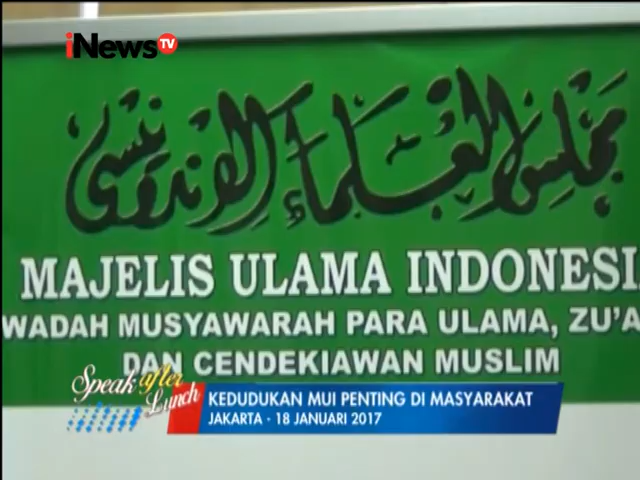 iNews TV
مجلس العلماء الاندونيسي
MAJELIS ULAMA INDONESI
WADAH MUSYAWARAH PARA ULAMA, ZU'A
DAN CENDEKIAWAN MUSLIM
Speak after Lunch
KEDUDUKAN MUI PENTING DI MASYARAKAT
JAKARTA - 18 JANUARI 2017